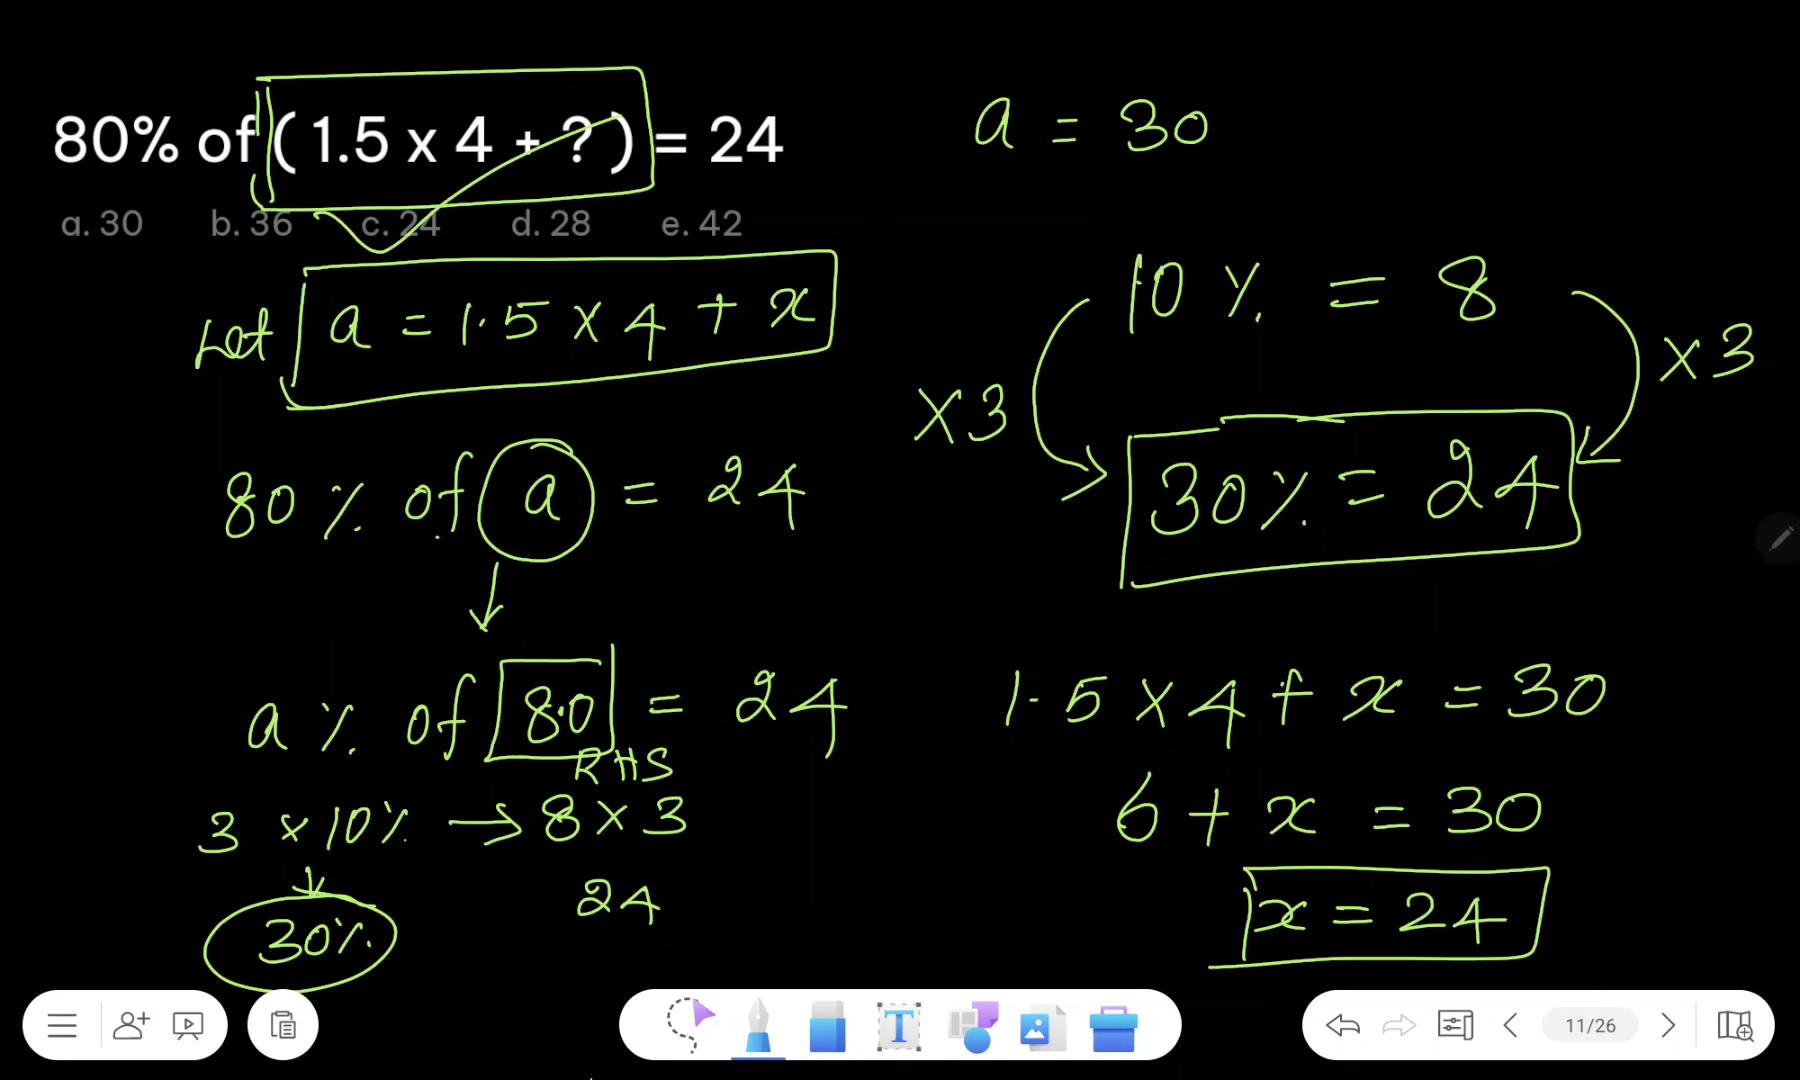 80% of ( 1.5 x 4 + ? ) = 24
a. 30 b. 36 c. 24 d. 28 e. 42
Let a = 1.5 x 4 + x
80 % of a = 24
a % of 80 = 24
RHS
3 x 10% → 8 x 3
24
30%
a = 30
10 % = 8
x 3
x 3
30% = 24
1.5 x 4 + x = 30
6 + x = 30
x = 24
T
11/26